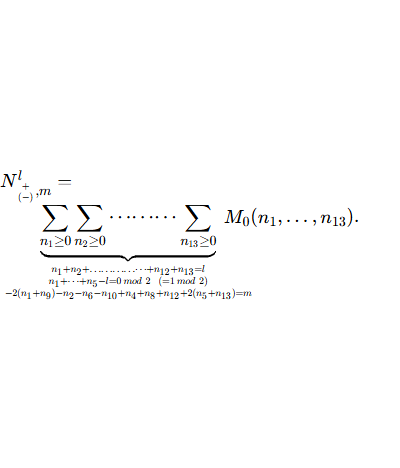 N^l_{+ (-)},m =
∑_{n_1≥0} ∑_{n_2≥0} ⋯⋯⋯ ∑_{n_13≥0} M_0(n_1, …, n_13).
n_1+n_2+…………⋯+n_12+n_13=l
n_1+⋯+n_5−l=0 mod 2 (=1 mod 2)
−2(n_1+n_9)−n_2−n_6−n_10+n_4+n_8+n_12+2(n_5+n_13)=m